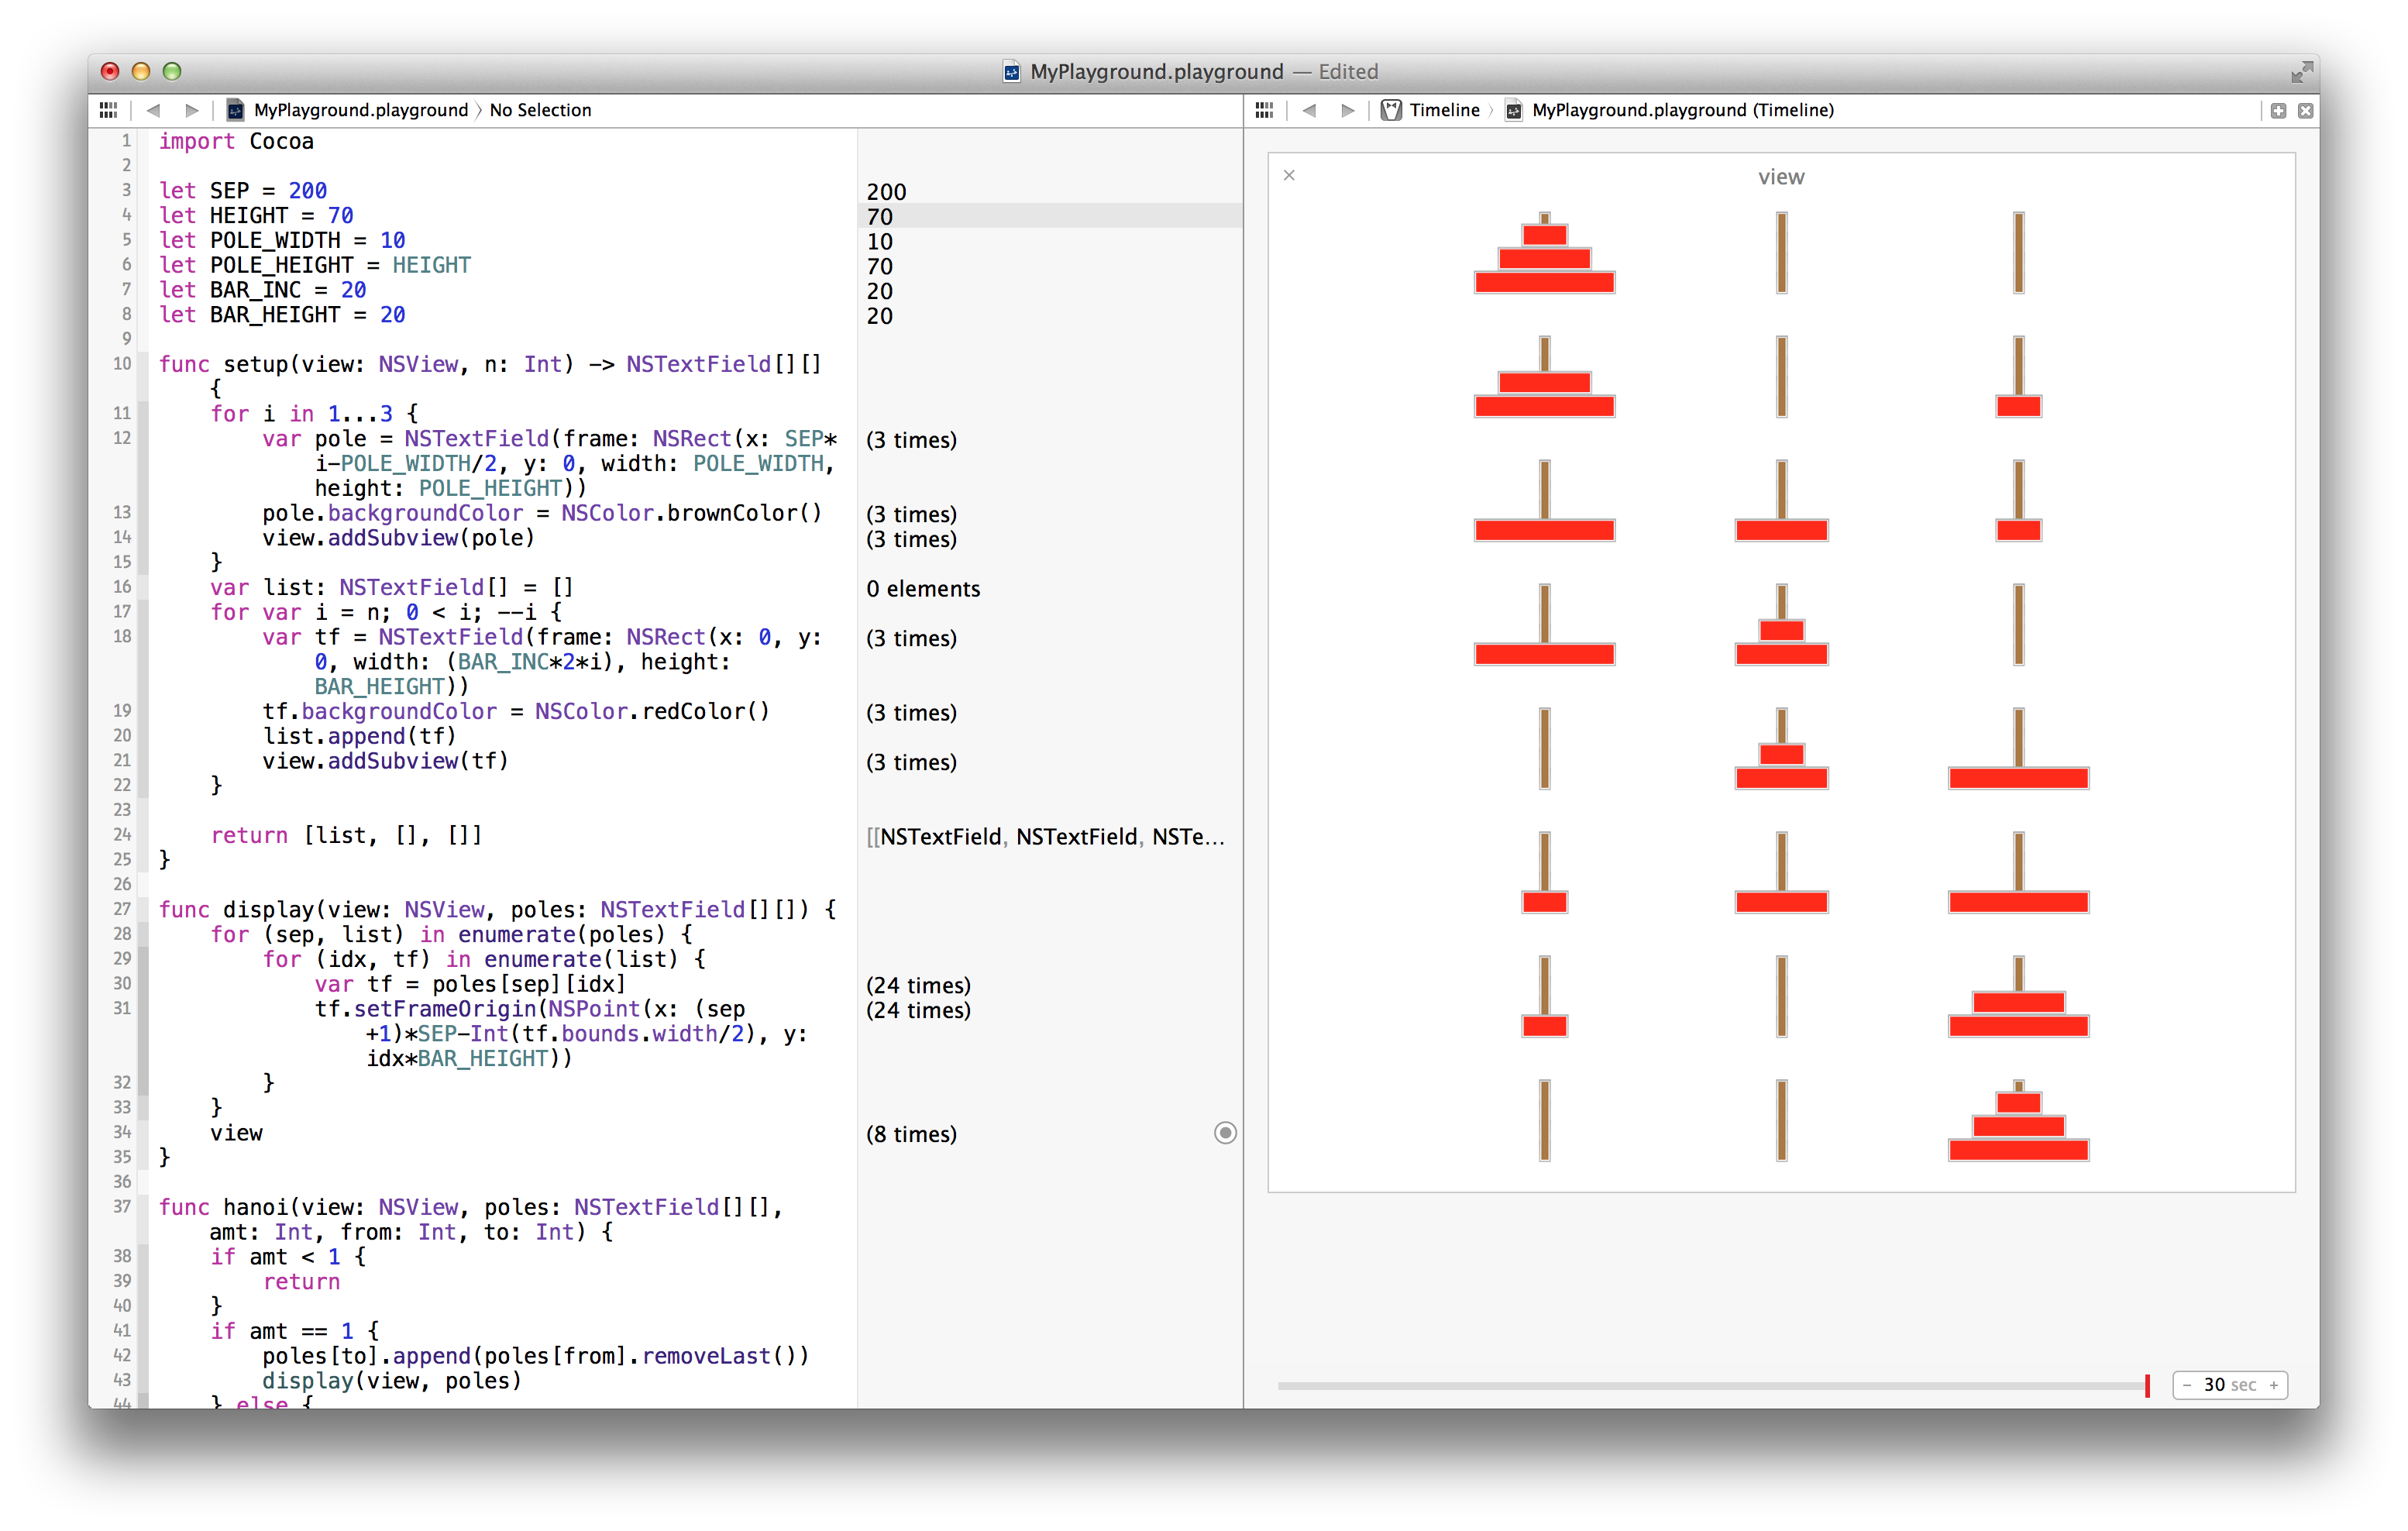 MyPlayground.playground — Edited
MyPlayground.playground 〉 No Selection
Timeline 〉 MyPlayground.playground (Timeline)
1 import Cocoa
2
3 let SEP = 200 200
4 let HEIGHT = 70 70
5 let POLE_WIDTH = 10 10
6 let POLE_HEIGHT = HEIGHT 70
7 let BAR_INC = 20 20
8 let BAR_HEIGHT = 20 20
9
10 func setup(view: NSView, n: Int) -> NSTextField[][]
{
11 for i in 1...3 {
12 var pole = NSTextField(frame: NSRect(x: SEP* (3 times)
i-POLE_WIDTH/2, y: 0, width: POLE_WIDTH,
height: POLE_HEIGHT))
13 pole.backgroundColor = NSColor.brownColor() (3 times)
14 view.addSubview(pole) (3 times)
15 }
16 var list: NSTextField[] = [] 0 elements
17 for var i = n; 0 < i; --i {
18 var tf = NSTextField(frame: NSRect(x: 0, y: (3 times)
0, width: (BAR_INC*2*i), height:
BAR_HEIGHT))
19 tf.backgroundColor = NSColor.redColor() (3 times)
20 list.append(tf)
21 view.addSubview(tf) (3 times)
22 }
23
24 return [list, [], []] [[NSTextField, NSTextField, NSTe...
25 }
26
27 func display(view: NSView, poles: NSTextField[][]) {
28 for (sep, list) in enumerate(poles) {
29 for (idx, tf) in enumerate(list) {
30 var tf = poles[sep][idx] (24 times)
31 tf.setFrameOrigin(NSPoint(x: (sep (24 times)
+1)*SEP-Int(tf.bounds.width/2), y:
idx*BAR_HEIGHT))
32 }
33 }
34 view (8 times)
35 }
36
37 func hanoi(view: NSView, poles: NSTextField[][],
amt: Int, from: Int, to: Int) {
38 if amt < 1 {
39 return
40 }
41 if amt == 1 {
42 poles[to].append(poles[from].removeLast())
43 display(view, poles)
44 } else {
view
- 30 sec +